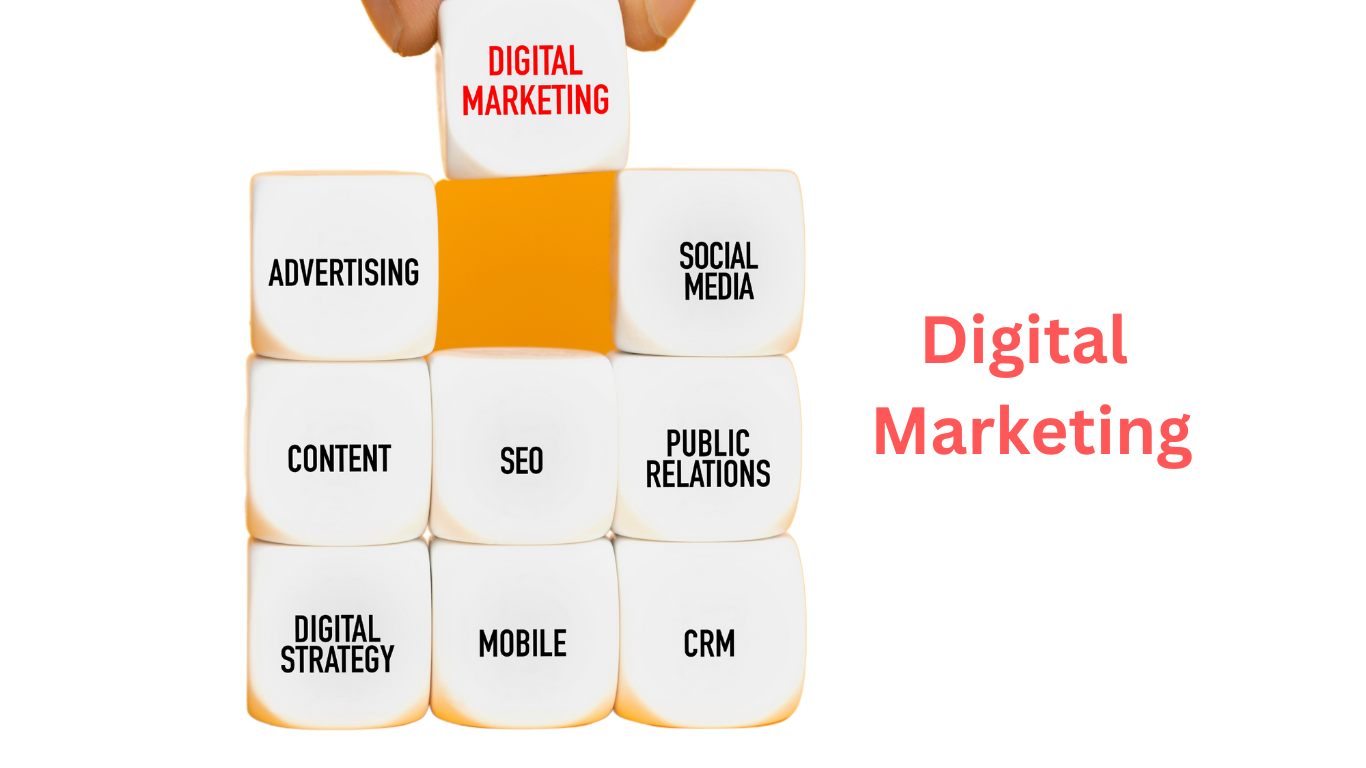 DIGITAL
MARKETING
ADVERTISING
SOCIAL
MEDIA
CONTENT
SEO
PUBLIC
RELATIONS
DIGITAL
STRATEGY
MOBILE
CRM
Digital
Marketing